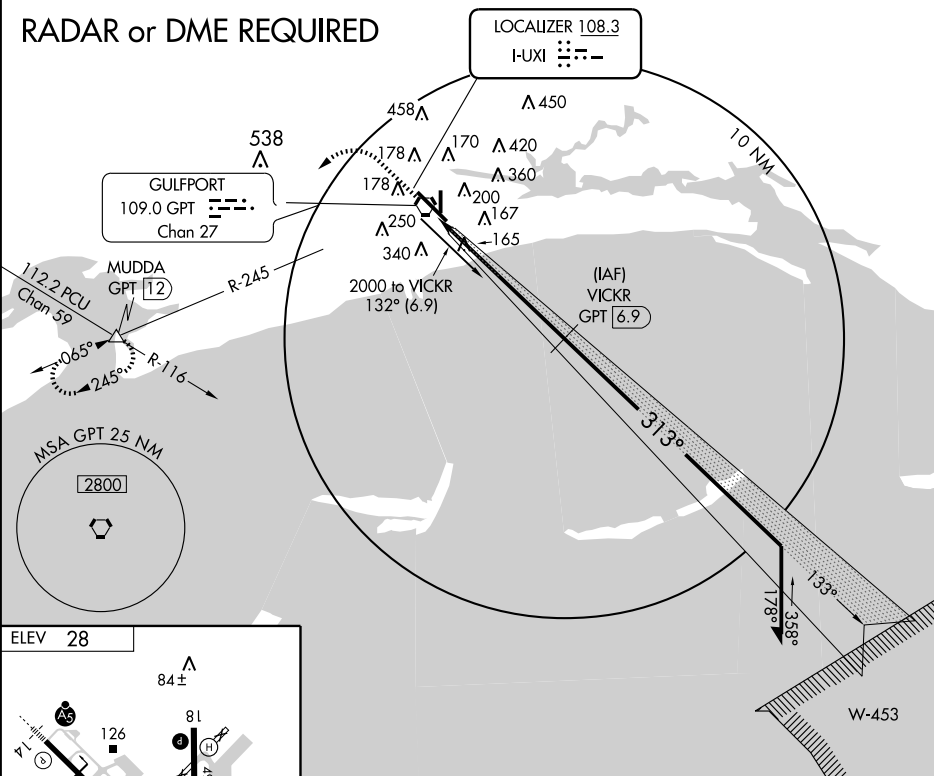 RADAR or DME REQUIRED
LOCALIZER 108.3
I-UXI
10 NM
458
450
538
178
170
420
360
178
200
167
250
165
340
GULFPORT
109.0 GPT
Chan 27
MUDDA
GPT 12
112.2 PCU
Chan 59
R-245
R-116
065°
245°
2000 to VICKR
132° (6.9)
(IAF)
VICKR
GPT 6.9
313°
133°
178°
358°
W-453
MSA GPT 25 NM
2800
ELEV 28
84±
A5
126
14
P
18
P
H